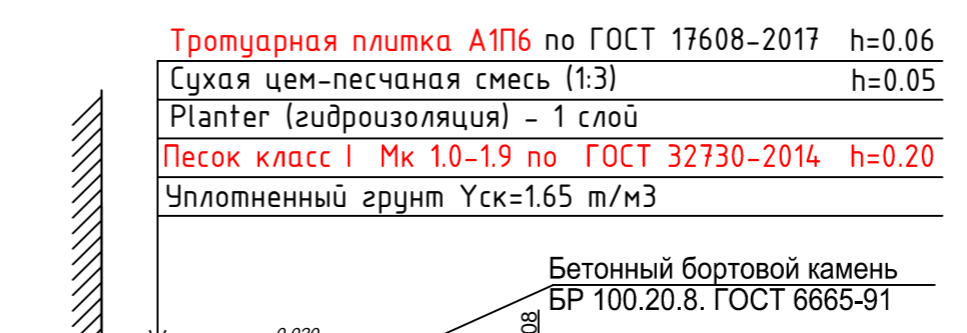 Тротуарная плитка А1П6 по ГОСТ 17608-2017 h=0.06
Сухая цем-песчаная смесь (1:3) h=0.05
Planter (гидроизоляция) - 1 слой
Песок класс I Мк 1.0-1.9 по ГОСТ 32730-2014 h=0.20
Уплотненный грунт Yск=1.65 т/м3
Бетонный бортовой камень
БР 100.20.8. ГОСТ 6665-91